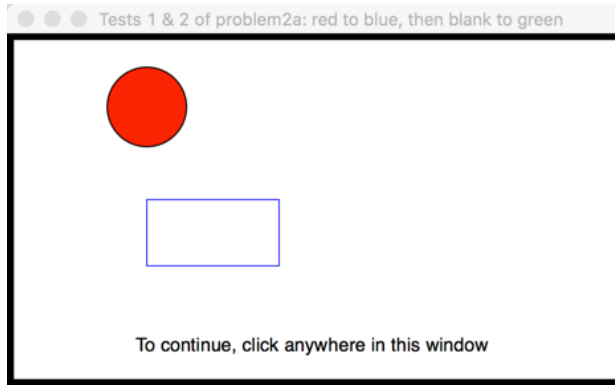 Tests 1 & 2 of problem2a: red to blue, then blank to green
To continue, click anywhere in this window